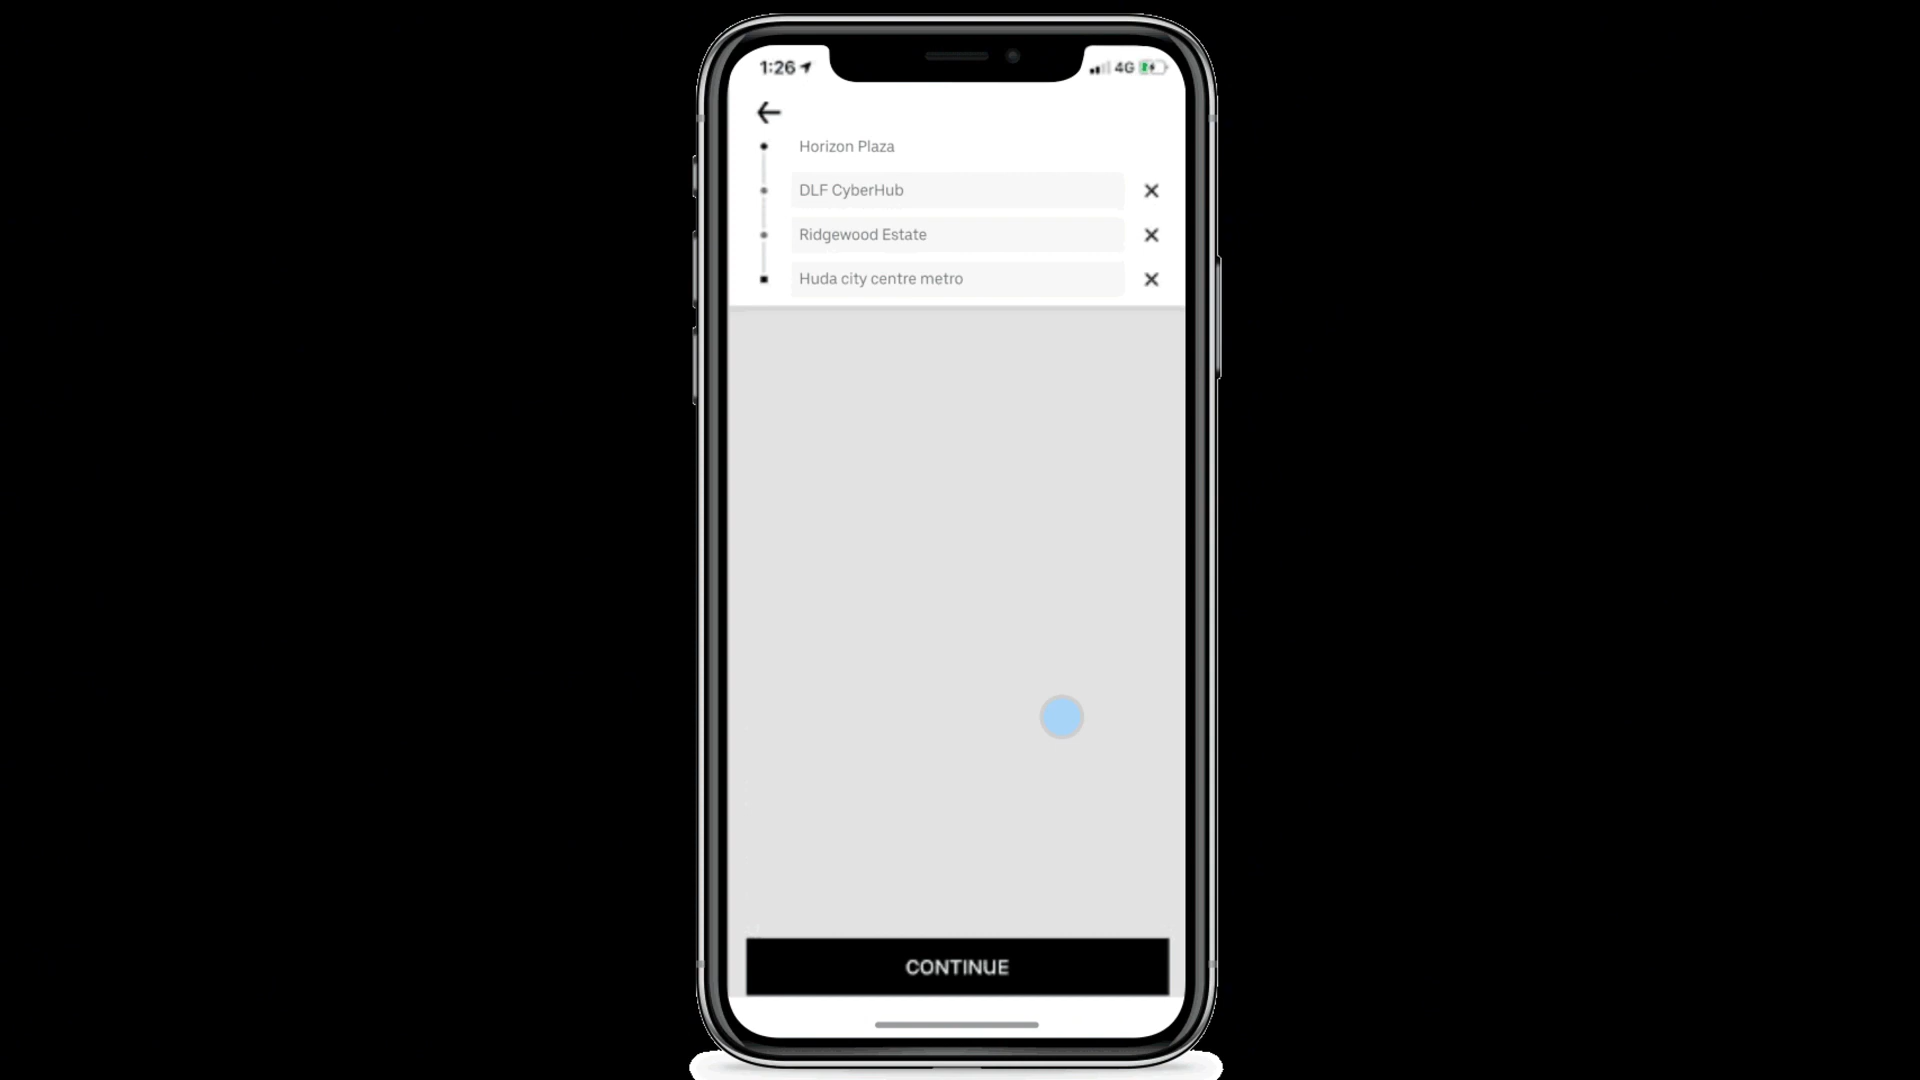 1:26 4G
Horizon Plaza
DLF CyberHub
Ridgewood Estate
Huda city centre metro
CONTINUE